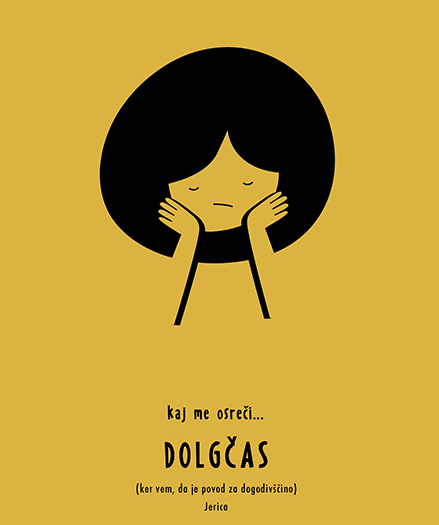 kaj me osreči...
DOLGČAS
(ker vem, da je povod za dogodivščino)
Jerica